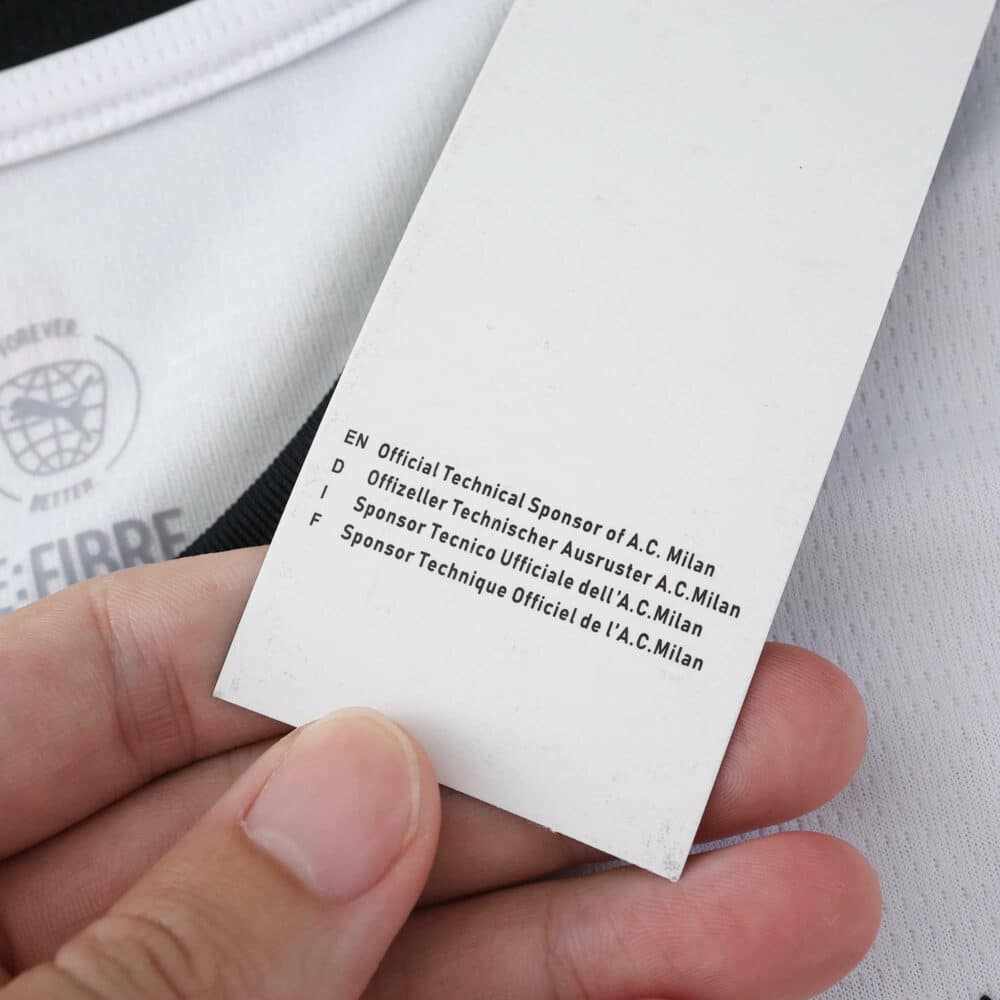 FOREVER.
BETTER.
E:FIBRE
EN Official Technical Sponsor of A.C. Milan
D Offizeller Technischer Ausruster A.C.Milan
I Sponsor Tecnico Ufficiale dell'A.C.Milan
F Sponsor Technique Officiel de l'A.C.Milan